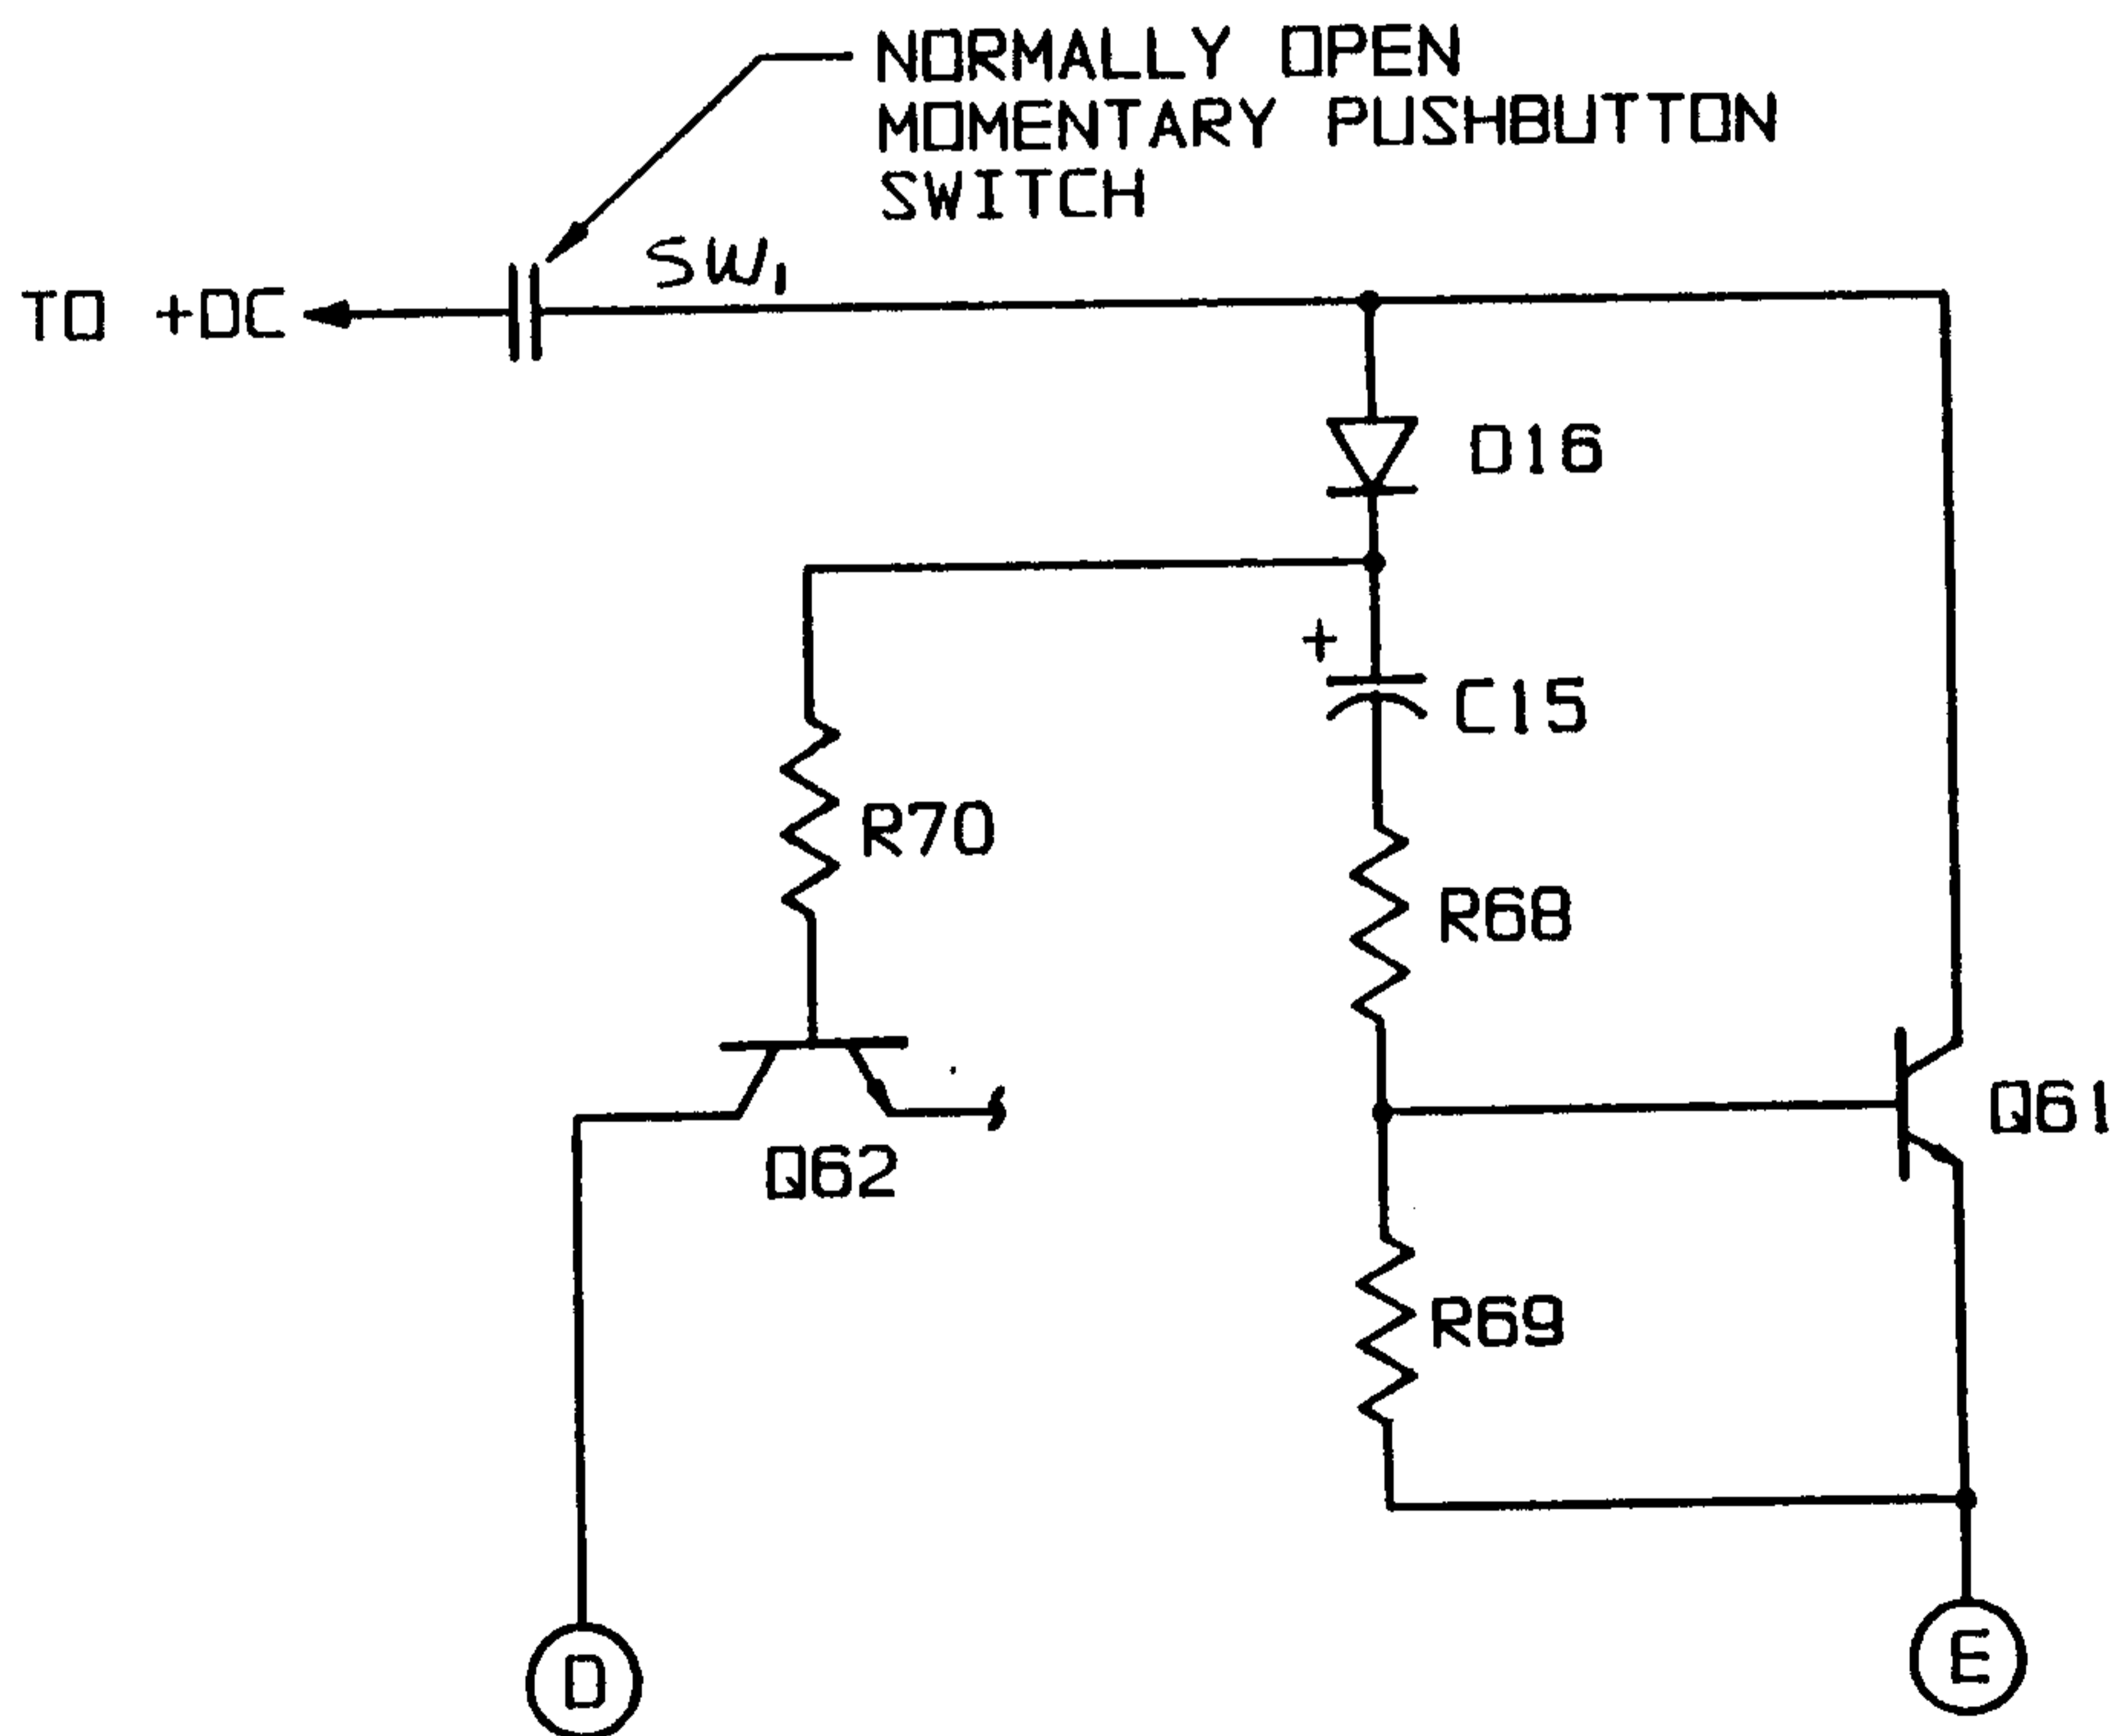 NORMALLY OPEN
MOMENTARY PUSHBUTTON
SWITCH
SW1
TO +DC
D16
+
C15
R70
R68
Q61
Q62
R69
D
E